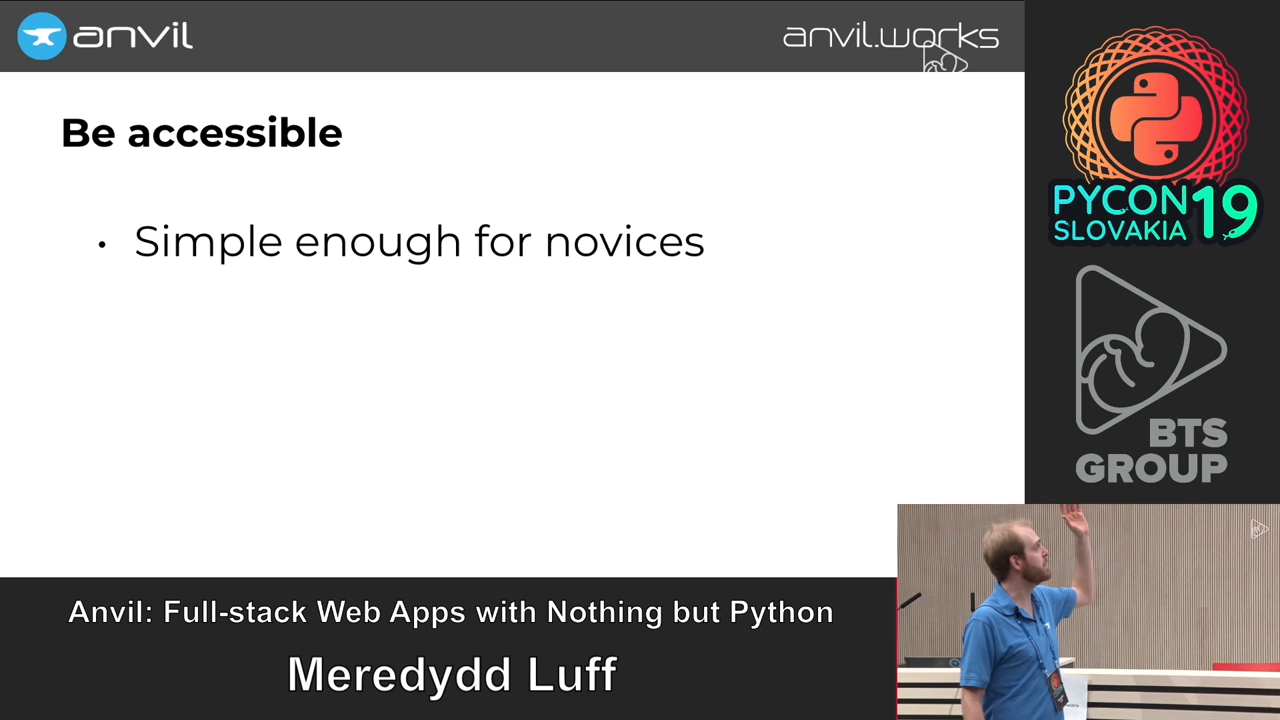 anvil
anvil.works
Be accessible
• Simple enough for novices
PYCON 19
SLOVAKIA
BTS
GROUP
Anvil: Full-stack Web Apps with Nothing but Python
Meredydd Luff